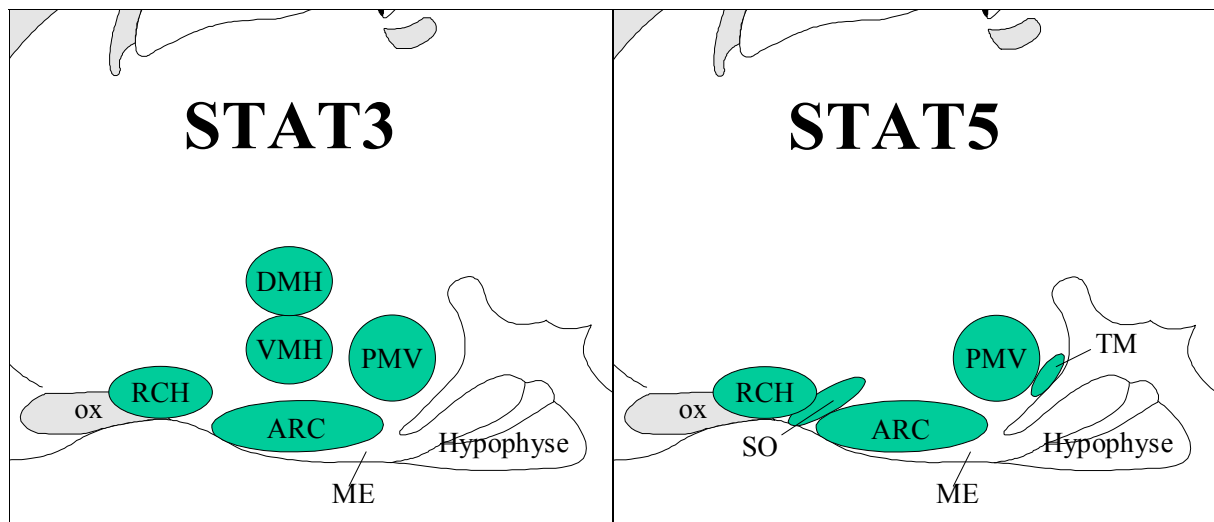 STAT3
DMH
VMH
PMV
RCH
ox
ARC
Hypophyse
ME
STAT5
TM
PMV
RCH
ox
ARC
SO
Hypophyse
ME